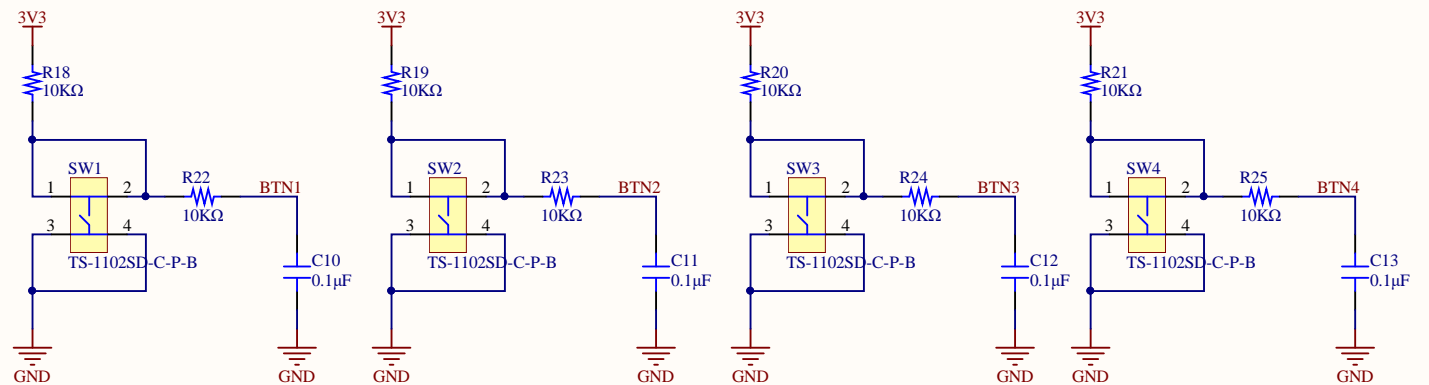 3V3
3V3
3V3
3V3
R18
10KΩ
R19
10KΩ
R20
10KΩ
R21
10KΩ
SW1
1
2
3
4
TS-1102SD-C-P-B
R22
10KΩ
BTN1
C10
0.1µF
GND
GND
SW2
1
2
3
4
TS-1102SD-C-P-B
R23
10KΩ
BTN2
C11
0.1µF
GND
GND
SW3
1
2
3
4
TS-1102SD-C-P-B
R24
10KΩ
BTN3
C12
0.1µF
GND
GND
SW4
1
2
3
4
TS-1102SD-C-P-B
R25
10KΩ
BTN4
C13
0.1µF
GND
GND